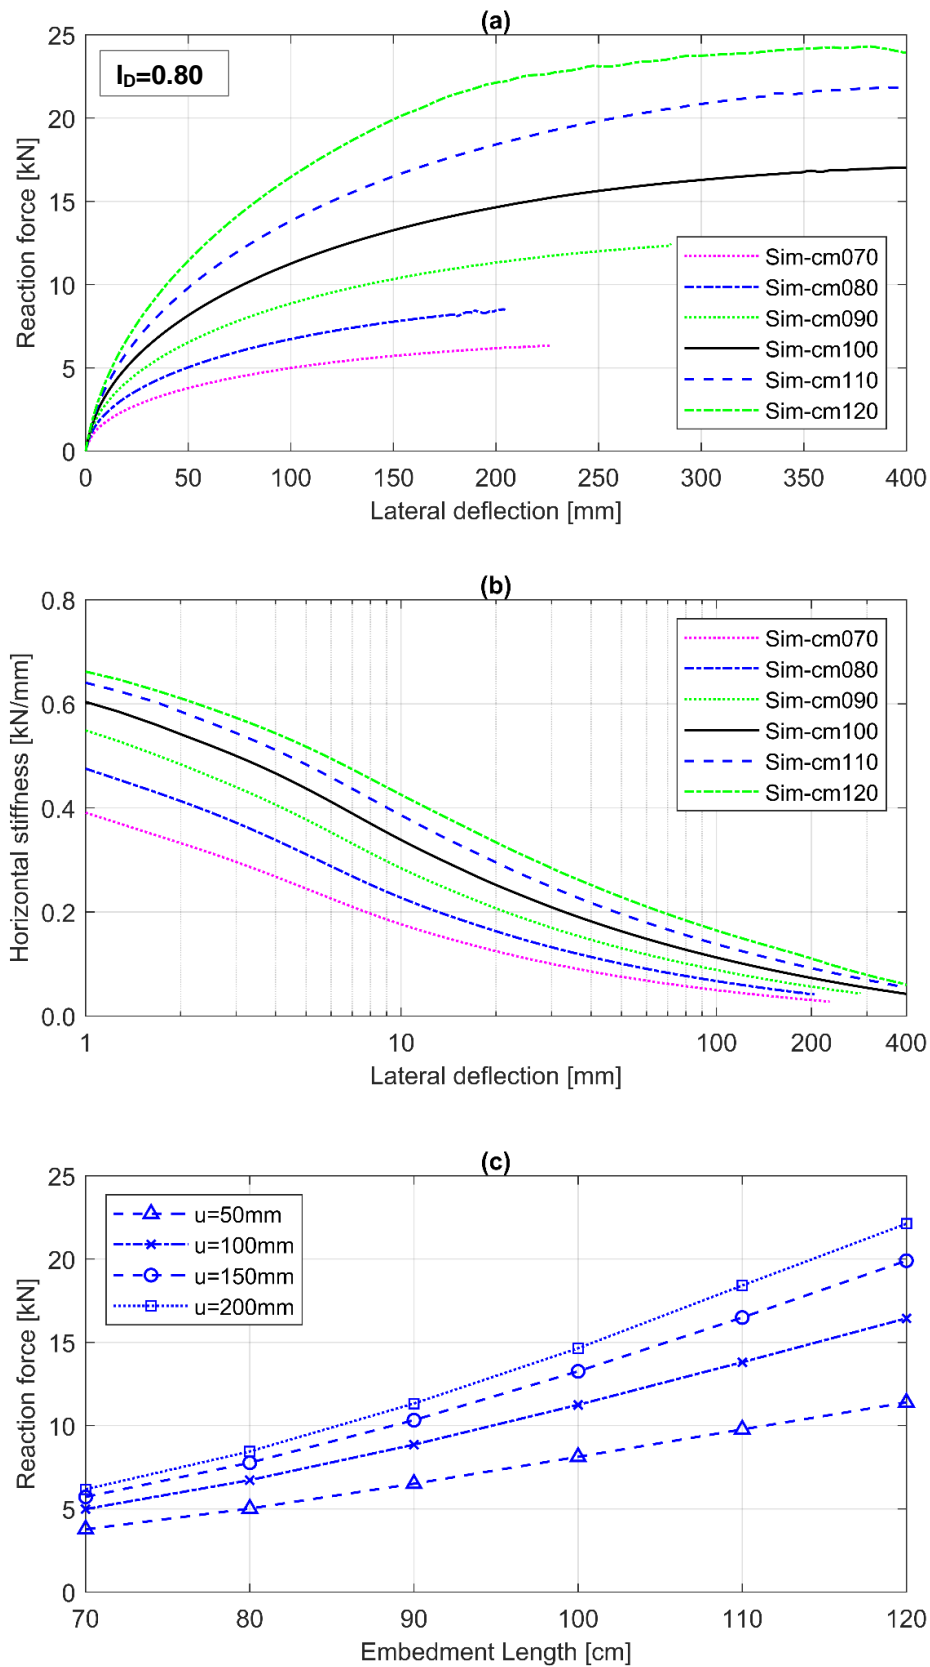 (a)
25
20
15
10
5
0
Reaction force [kN]
I_D=0.80
Sim-cm070
Sim-cm080
Sim-cm090
Sim-cm100
Sim-cm110
Sim-cm120
0 50 100 150 200 250 300 350 400
Lateral deflection [mm]
(b)
0.8
0.6
0.4
0.2
0.0
Horizontal stiffness [kN/mm]
Sim-cm070
Sim-cm080
Sim-cm090
Sim-cm100
Sim-cm110
Sim-cm120
1 10 100 200 400
Lateral deflection [mm]
(c)
25
20
15
10
5
0
Reaction force [kN]
u=50mm
u=100mm
u=150mm
u=200mm
70 80 90 100 110 120
Embedment Length [cm]